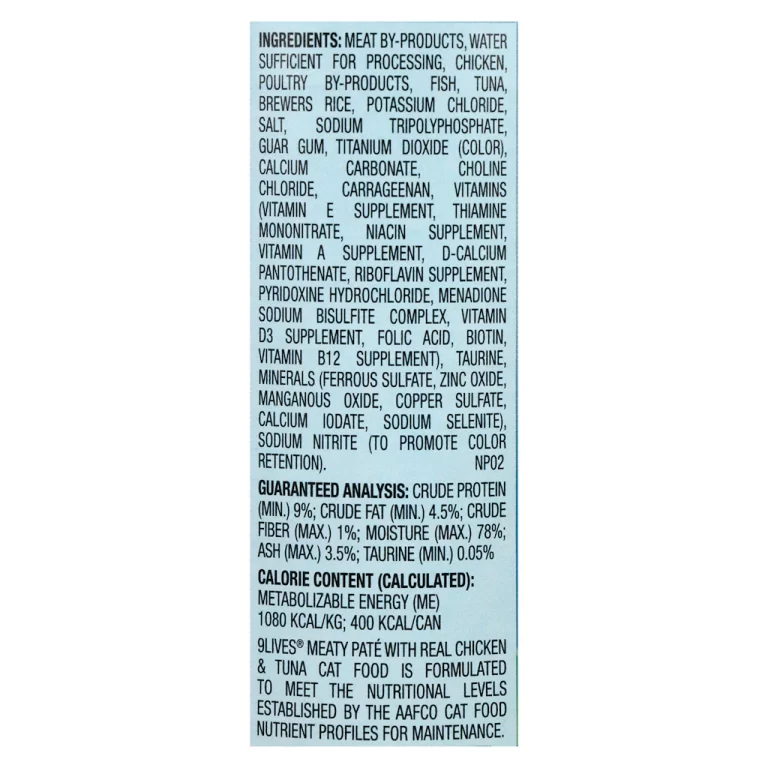 INGREDIENTS: MEAT BY-PRODUCTS, WATER
SUFFICIENT FOR PROCESSING, CHICKEN,
POULTRY BY-PRODUCTS, FISH, TUNA,
BREWERS RICE, POTASSIUM CHLORIDE,
SALT, SODIUM TRIPOLYPHOSPHATE,
GUAR GUM, TITANIUM DIOXIDE (COLOR),
CALCIUM CARBONATE, CHOLINE
CHLORIDE, CARRAGEENAN, VITAMINS
(VITAMIN E SUPPLEMENT, THIAMINE
MONONITRATE, NIACIN SUPPLEMENT,
VITAMIN A SUPPLEMENT, D-CALCIUM
PANTOTHENATE, RIBOFLAVIN SUPPLEMENT,
PYRIDOXINE HYDROCHLORIDE, MENADIONE
SODIUM BISULFITE COMPLEX, VITAMIN
D3 SUPPLEMENT, FOLIC ACID, BIOTIN,
VITAMIN B12 SUPPLEMENT), TAURINE,
MINERALS (FERROUS SULFATE, ZINC OXIDE,
MANGANOUS OXIDE, COPPER SULFATE,
CALCIUM IODATE, SODIUM SELENITE),
SODIUM NITRITE (TO PROMOTE COLOR
RETENTION). NP02
GUARANTEED ANALYSIS: CRUDE PROTEIN
(MIN.) 9%; CRUDE FAT (MIN.) 4.5%; CRUDE
FIBER (MAX.) 1%; MOISTURE (MAX.) 78%;
ASH (MAX.) 3.5%; TAURINE (MIN.) 0.05%
CALORIE CONTENT (CALCULATED):
METABOLIZABLE ENERGY (ME)
1080 KCAL/KG; 400 KCAL/CAN
9LIVES® MEATY PATÉ WITH REAL CHICKEN
& TUNA CAT FOOD IS FORMULATED
TO MEET THE NUTRITIONAL LEVELS
ESTABLISHED BY THE AAFCO CAT FOOD
NUTRIENT PROFILES FOR MAINTENANCE.